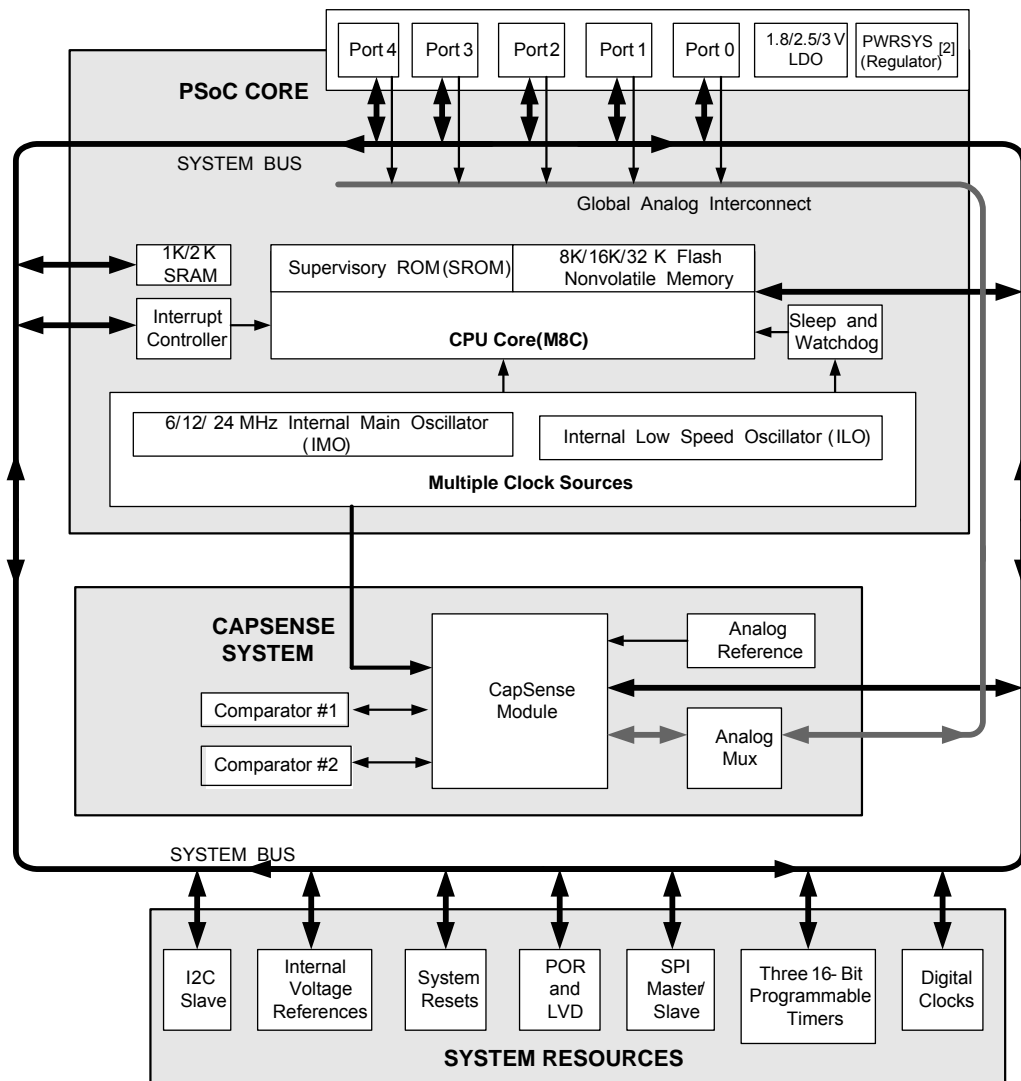 Port 4
Port 3
Port 2
Port 1
Port 0
1.8/2.5/3 V
LDO
PWRSYS [2]
(Regulator)
PSoC CORE
SYSTEM BUS
Global Analog Interconnect
1K/2 K
SRAM
Supervisory ROM (SROM)
8K/16K/32 K Flash
Nonvolatile Memory
Interrupt
Controller
CPU Core(M8C)
Sleep and
Watchdog
6/12/ 24 MHz Internal Main Oscillator
(IMO)
Internal Low Speed Oscillator (ILO)
Multiple Clock Sources
CAPSENSE
SYSTEM
CapSense
Module
Analog
Reference
Comparator #1
Comparator #2
Analog
Mux
SYSTEM BUS
I2C
Slave
Internal
Voltage
References
System
Resets
POR
and
LVD
SPI
Master/
Slave
Three 16- Bit
Programmable
Timers
Digital
Clocks
SYSTEM RESOURCES